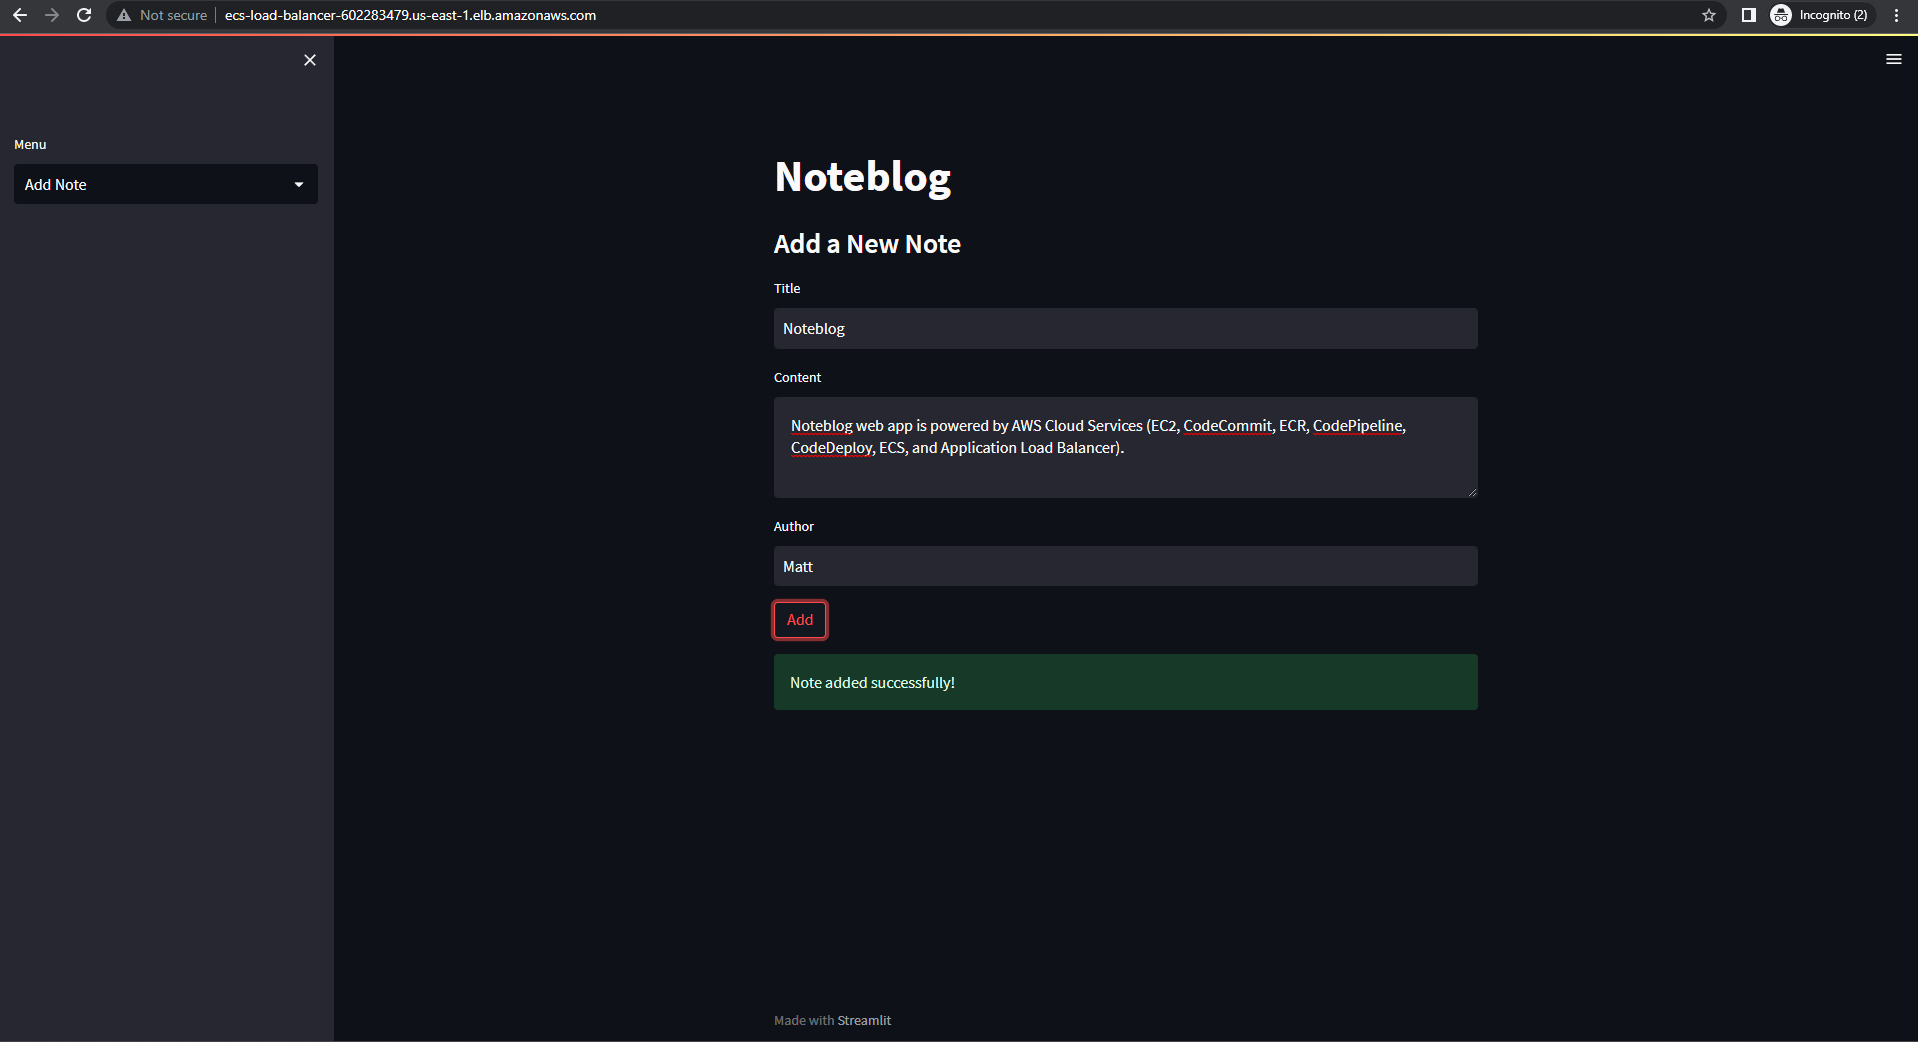 Not secure
ecs-load-balancer-602283479.us-east-1.elb.amazonaws.com
Incognito (2)
Menu
Add Note
Noteblog
Add a New Note
Title
Noteblog
Content
Noteblog web app is powered by AWS Cloud Services (EC2, CodeCommit, ECR, CodePipeline,
CodeDeploy, ECS, and Application Load Balancer).
Author
Matt
Add
Note added successfully!
Made with Streamlit